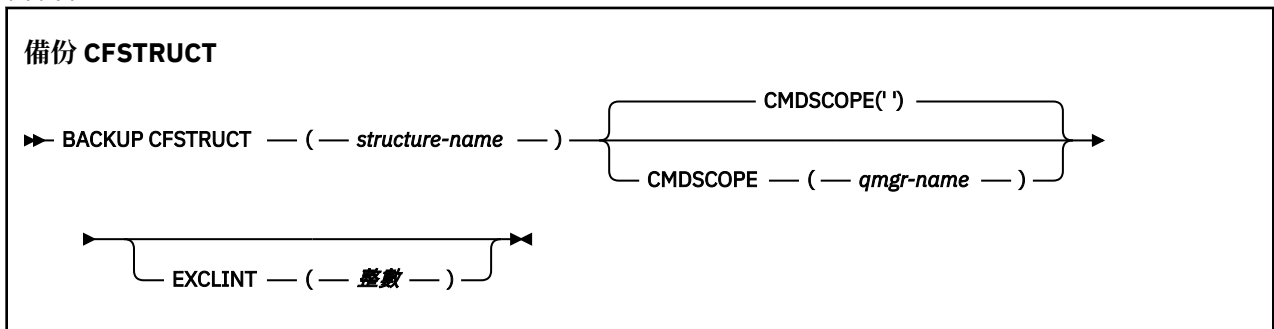 備份 CFSTRUCT
CMDSCOPE(' ')
BACKUP CFSTRUCT ( structure-name )
CMDSCOPE ( qmgr-name )
EXCLINT ( 整數 )